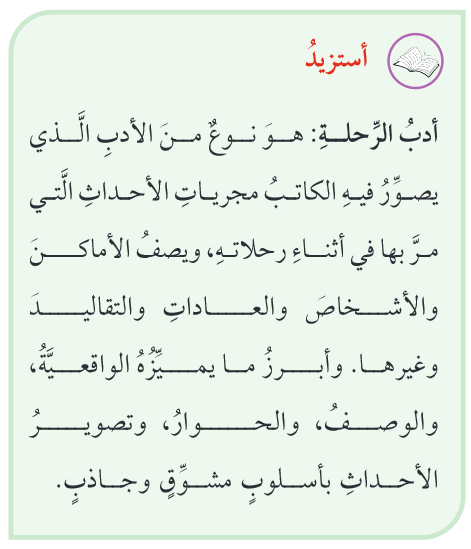 أستزيدُ
أدبُ الرِّحلةِ: هوَ نوعٌ منَ الأدبِ الَّذي
يصوِّرُ فيهِ الكاتبُ مجرياتِ الأحداثِ الَّتي
مرَّ بها في أثناءِ رحلاتهِ، ويصفُ الأماكنَ
والأشخاصَ والعاداتِ والتقاليدَ
وغيرها. وأبرزُ ما يميِّزُهُ الواقعيَّةُ،
والوصفُ، والحوارُ، وتصويرُ
الأحداثِ بأسلوبٍ مشوِّقٍ وجاذبٍ.